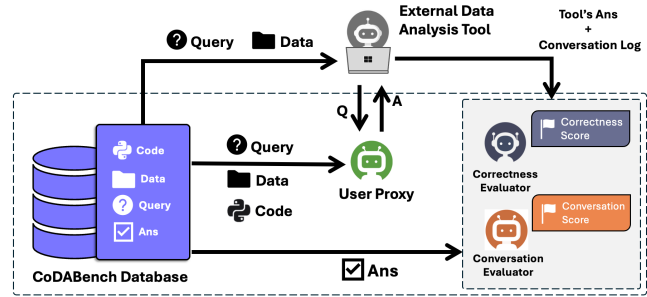 External Data
Analysis Tool
Tool's Ans
+
Conversation Log
Query
Data
Q
A
Code
Data
Query
Ans
Query
Data
Code
User Proxy
Correctness
Score
Correctness
Evaluator
Conversation
Score
Conversation
Evaluator
Ans
CoDABench Database